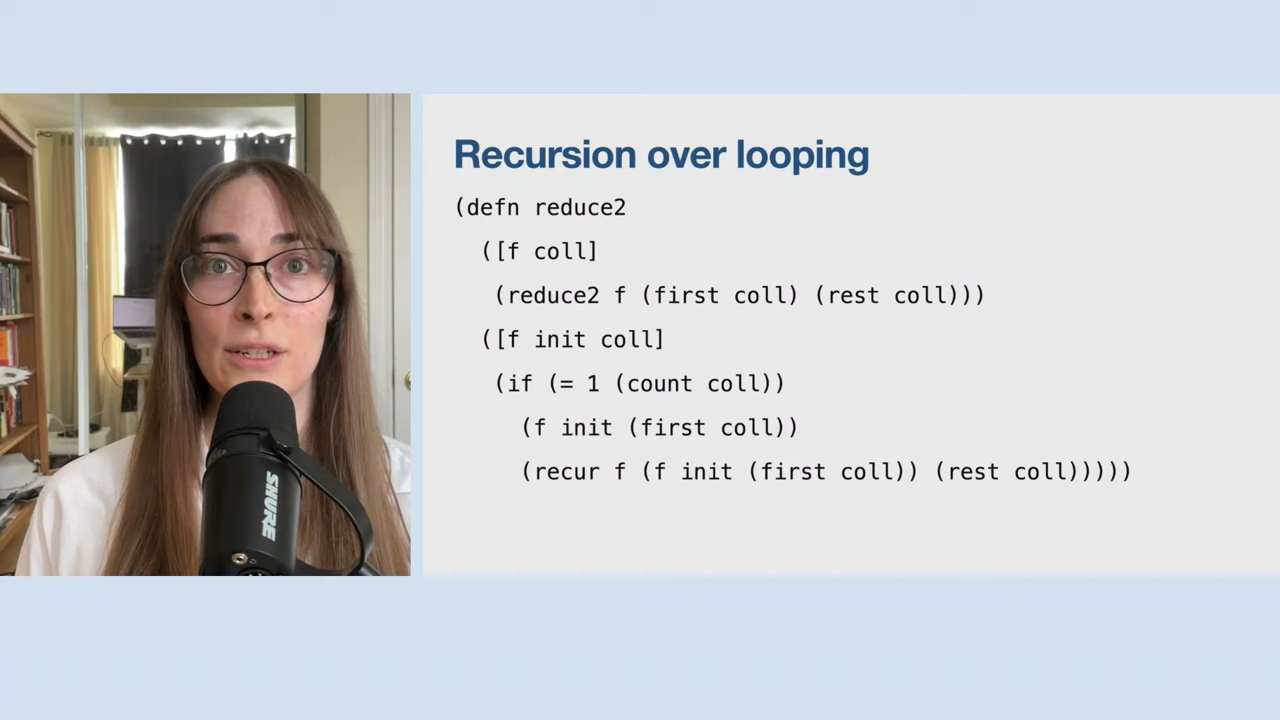 Recursion over looping
(defn reduce2
([f coll]
(reduce2 f (first coll) (rest coll)))
([f init coll]
(if (= 1 (count coll))
(f init (first coll))
(recur f (f init (first coll)) (rest coll)))))
SHURE